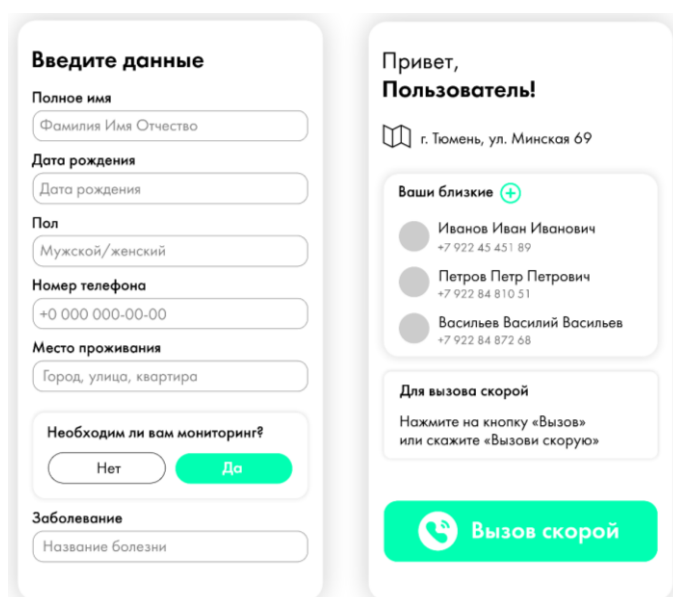 Введите данные
Полное имя
Фамилия Имя Отчество
Дата рождения
Дата рождения
Пол
Мужской/женский
Номер телефона
+0 000 000-00-00
Место проживания
Город, улица, квартира
Необходим ли вам мониторинг?
Нет
Да
Заболевание
Название болезни
Привет,
Пользователь!
г. Тюмень, ул. Минская 69
Ваши близкие
Иванов Иван Иванович
+7 922 45 451 89
Петров Петр Петрович
+7 922 84 810 51
Васильев Василий Васильев
+7 922 84 872 68
Для вызова скорой
Нажмите на кнопку «Вызов»
или скажите «Вызови скорую»
Вызов скорой